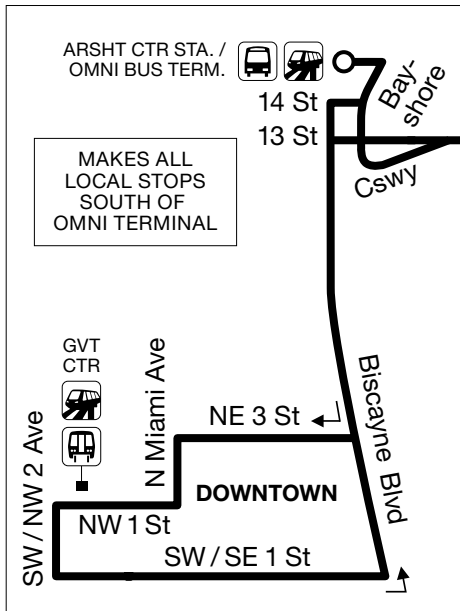 ARSHT CTR STA. /
OMNI BUS TERM.
Bay-
shore
14 St
13 St
Cswy
MAKES ALL
LOCAL STOPS
SOUTH OF
OMNI TERMINAL
GVT
CTR
N Miami Ave
Biscayne Blvd
NE 3 St
SW / NW 2 Ave
DOWNTOWN
NW 1 St
SW / SE 1 St